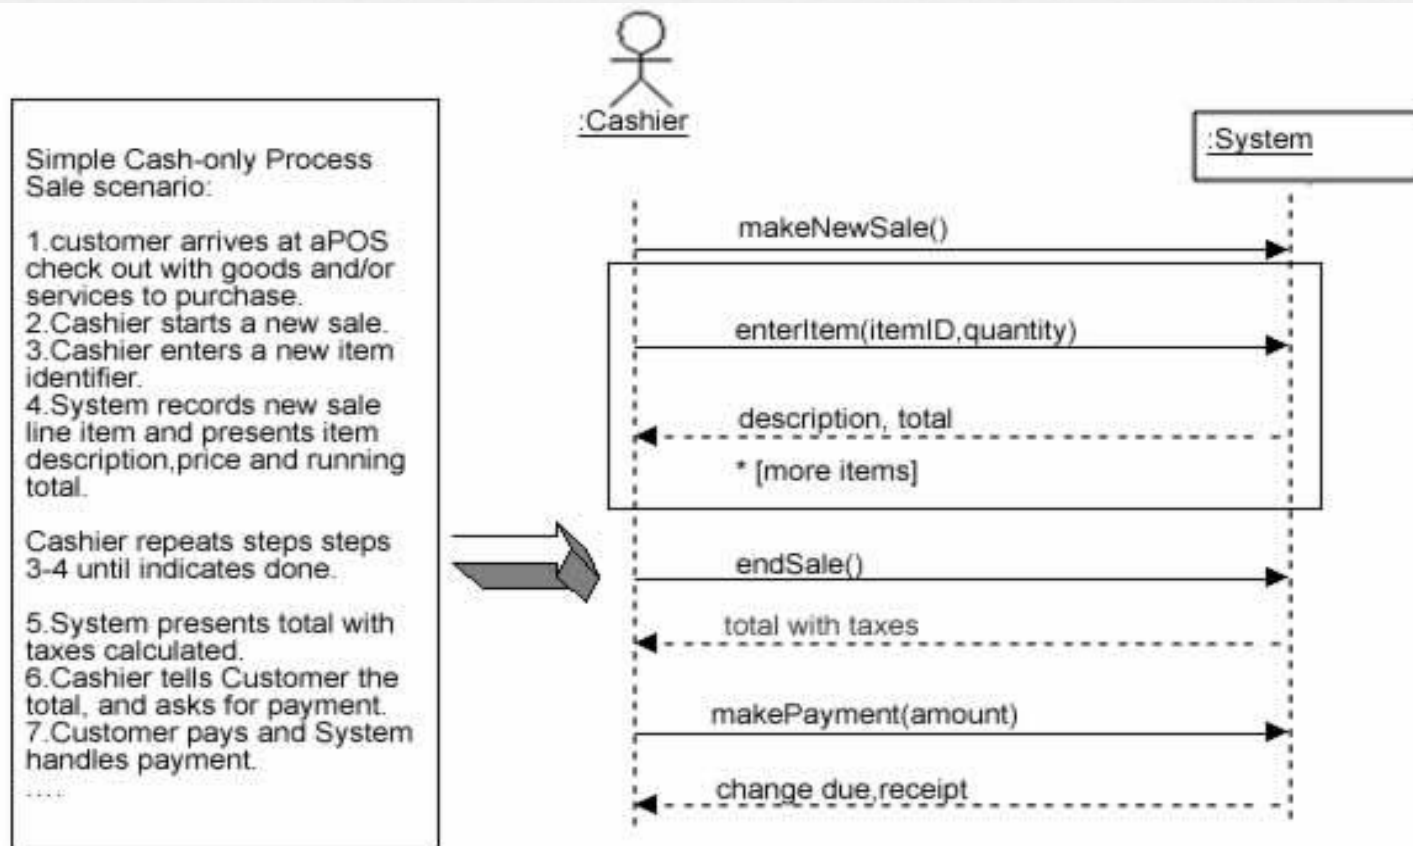 Simple Cash-only Process
Sale scenario:
1.customer arrives at aPOS
check out with goods and/or
services to purchase.
2.Cashier starts a new sale.
3.Cashier enters a new item
identifier.
4.System records new sale
line item and presents item
description,price and running
total.
Cashier repeats steps steps
3-4 until indicates done.
5.System presents total with
taxes calculated.
6.Cashier tells Customer the
total, and asks for payment.
7.Customer pays and System
handles payment.
....
:Cashier
:System
makeNewSale()
enterItem(itemID,quantity)
description, total
* [more items]
endSale()
total with taxes
makePayment(amount)
change due,receipt